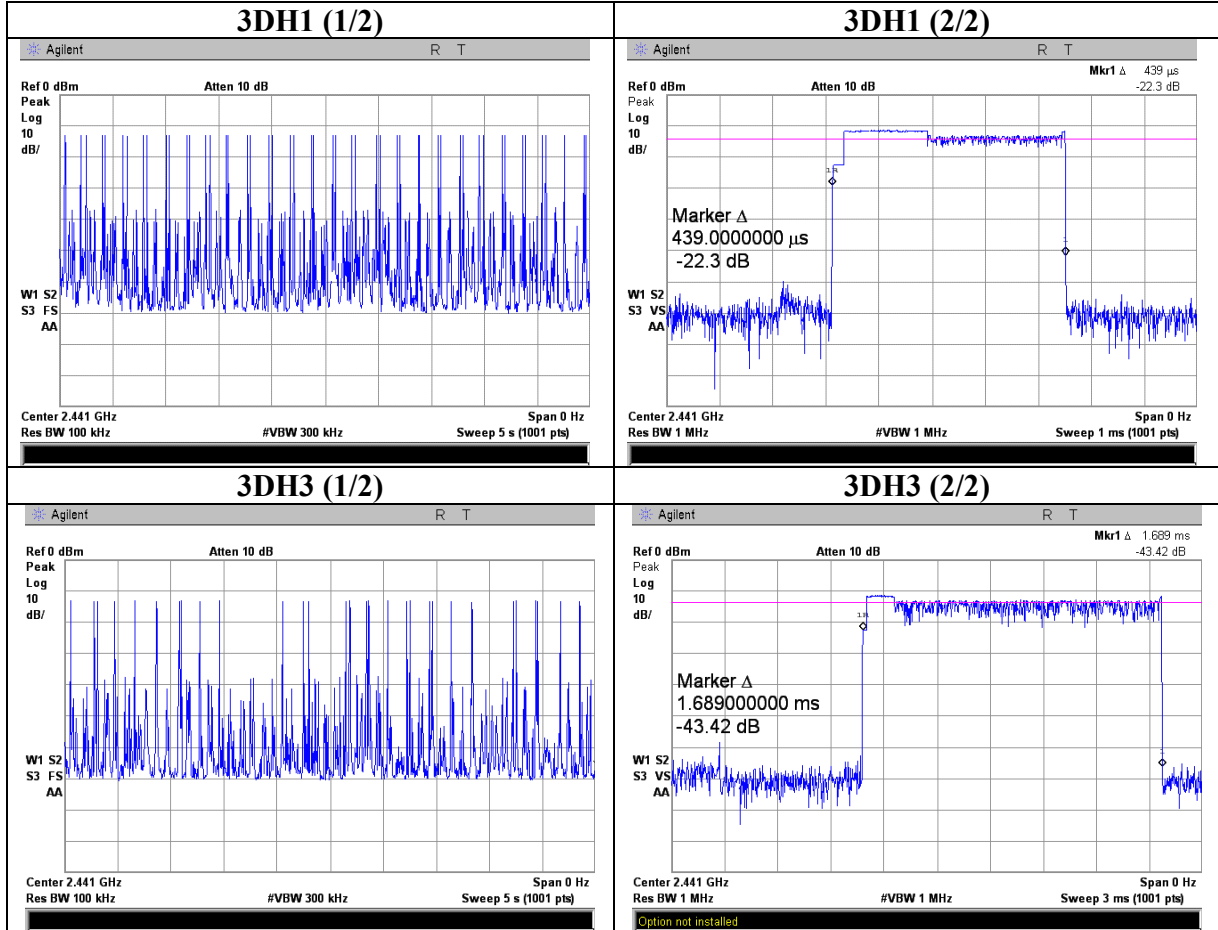 3DH1 (1/2)
Agilent R T
Ref 0 dBm Atten 10 dB
Peak
Log
10
dB/
W1 S2
S3 FS
AA
Center 2.441 GHz Span 0 Hz
Res BW 100 kHz #VBW 300 kHz Sweep 5 s (1001 pts)
3DH1 (2/2)
Agilent R T
Mkr1 Δ 439 μs
Ref 0 dBm Atten 10 dB -22.3 dB
Peak
Log
10
dB/
1R
1
Marker Δ
439.0000000 μs
-22.3 dB
W1 S2
S3 VS
AA
Center 2.441 GHz Span 0 Hz
Res BW 1 MHz #VBW 1 MHz Sweep 1 ms (1001 pts)
3DH3 (1/2)
Agilent R T
Ref 0 dBm Atten 10 dB
Peak
Log
10
dB/
W1 S2
S3 FS
AA
Center 2.441 GHz Span 0 Hz
Res BW 100 kHz #VBW 300 kHz Sweep 5 s (1001 pts)
3DH3 (2/2)
Agilent R T
Mkr1 Δ 1.689 ms
Ref 0 dBm Atten 10 dB -43.42 dB
Peak
Log
10
dB/
1R
Marker Δ
1.689000000 ms
-43.42 dB
1
W1 S2
S3 VS
AA
Center 2.441 GHz Span 0 Hz
Res BW 1 MHz #VBW 1 MHz Sweep 3 ms (1001 pts)
Option not installed